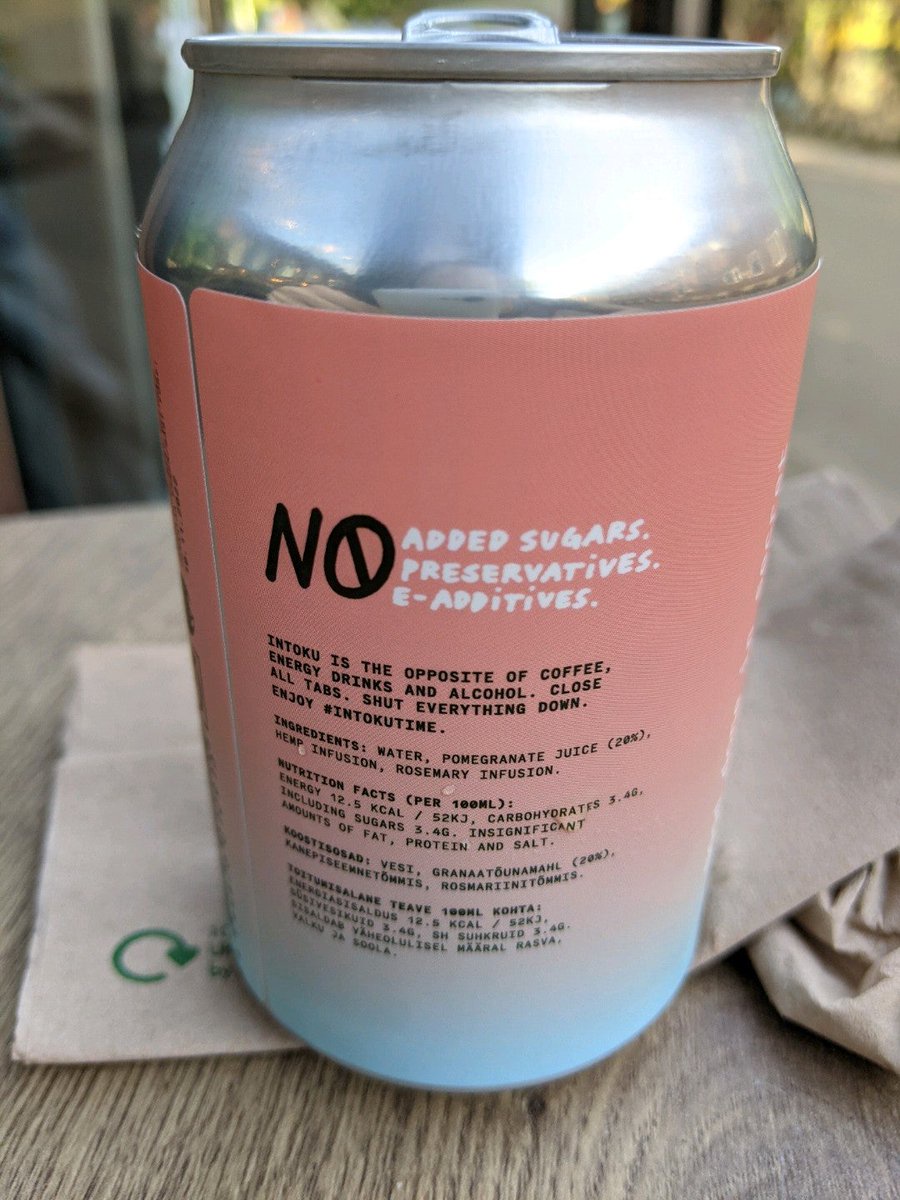 NO ADDED SUGARS.
PRESERVATIVES.
E-ADDITIVES.
INTOKU IS THE OPPOSITE OF COFFEE,
ENERGY DRINKS AND ALCOHOL. CLOSE
ALL TABS. SHUT EVERYTHING DOWN.
ENJOY #INTOKUTIME.
INGREDIENTS: WATER, POMEGRANATE JUICE (20%),
HEMP INFUSION, ROSEMARY INFUSION.
NUTRITION FACTS (PER 100ML):
ENERGY 12.5 KCAL / 52KJ, CARBOHYDRATES 3.4G,
INCLUDING SUGARS 3.4G. INSIGNIFICANT
AMOUNTS OF FAT, PROTEIN AND SALT.
KOOSTISOSAD: VESI, GRANAATÕUNAMAHL (20%),
KANEPISEEMNETÕMMIS, ROSMARIINITÕMMIS.
TOITUMISALANE TEAVE 100ML KOHTA:
ENERGIASISALDUS 12.5 KCAL / 52KJ,
SÜSIVESIKUID 3.4G, SH SUHKRUID 3.4G.
SISALDAB VÄHEOLULISEL MÄÄRAL RASVA,
VALKU JA SOOLA.